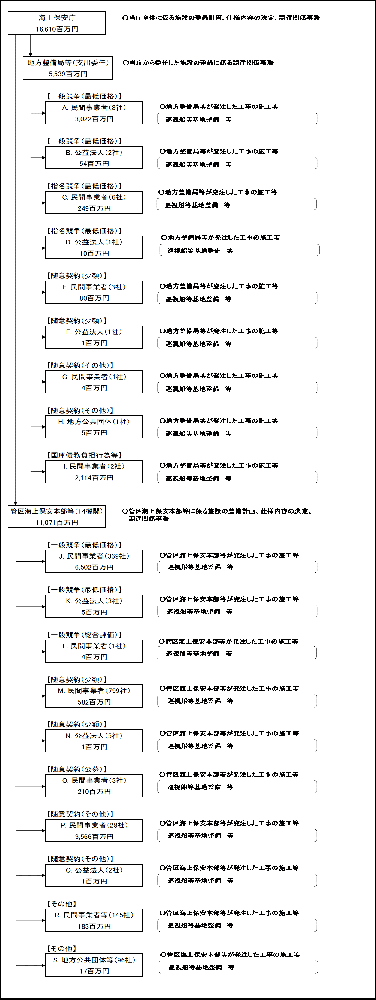 海上保安庁
16,610百万円
〇当庁全体に係る施設の整備計画、仕様内容の決定、調達関係事務
地方整備局等(支出委任)
5,539百万円
〇当庁から委任した施設の整備に係る調達関係事務
【一般競争(最低価格)】
A. 民間事業者(8社)
3,022百万円
〇地方整備局等が発注した工事の施工等
巡視船等基地整備 等
【一般競争(最低価格)】
B. 公益法人(2社)
54百万円
〇地方整備局等が発注した工事の施工等
巡視船等基地整備 等
【指名競争(最低価格)】
C. 民間事業者(6社)
249百万円
〇地方整備局等が発注した工事の施工等
巡視船等基地整備 等
【指名競争(最低価格)】
D. 公益法人(1社)
10百万円
〇地方整備局等が発注した工事の施工等
巡視船等基地整備 等
【随意契約(少額)】
E. 民間事業者(3社)
80百万円
〇地方整備局等が発注した工事の施工等
巡視船等基地整備 等
【随意契約(少額)】
F. 公益法人(1社)
1百万円
〇地方整備局等が発注した工事の施工等
巡視船等基地整備 等
【随意契約(その他)】
G. 民間事業者(1社)
4百万円
〇地方整備局等が発注した工事の施工等
巡視船等基地整備 等
【随意契約(その他)】
H. 地方公共団体(1社)
5百万円
〇地方整備局等が発注した工事の施工等
巡視船等基地整備 等
【国庫債務負担行為等】
I. 民間事業者(2社)
2,114百万円
〇地方整備局等が発注した工事の施工等
巡視船等基地整備 等
管区海上保安本部等(14機関)
11,071百万円
〇管区海上保安本部等に係る施設の整備計画、仕様内容の決定、
調達関係事務
【一般競争(最低価格)】
J. 民間事業者(369社)
6,502百万円
〇管区海上保安本部等が発注した工事の施工等
巡視船等基地整備 等
【一般競争(最低価格)】
K. 公益法人(3社)
5百万円
〇管区海上保安本部等が発注した工事の施工等
巡視船等基地整備 等
【一般競争(総合評価)】
L. 民間事業者(1社)
4百万円
〇管区海上保安本部等が発注した工事の施工等
巡視船等基地整備 等
【随意契約(少額)】
M. 民間事業者(799社)
582百万円
〇管区海上保安本部等が発注した工事の施工等
巡視船等基地整備 等
【随意契約(少額)】
N. 公益法人(5社)
1百万円
〇管区海上保安本部等が発注した工事の施工等
巡視船等基地整備 等
【随意契約(公募)】
O. 民間事業者(3社)
210百万円
〇管区海上保安本部等が発注した工事の施工等
巡視船等基地整備 等
【随意契約(その他)】
P. 民間事業者(28社)
3,566百万円
〇管区海上保安本部等が発注した工事の施工等
巡視船等基地整備 等
【随意契約(その他)】
Q. 公益法人(2社)
1百万円
〇管区海上保安本部等が発注した工事の施工等
巡視船等基地整備 等
【その他】
R. 民間事業者等(145社)
183百万円
〇管区海上保安本部等が発注した工事の施工等
巡視船等基地整備 等
【その他】
S. 地方公共団体等(96社)
17百万円
〇管区海上保安本部等が発注した工事の施工等
巡視船等基地整備 等